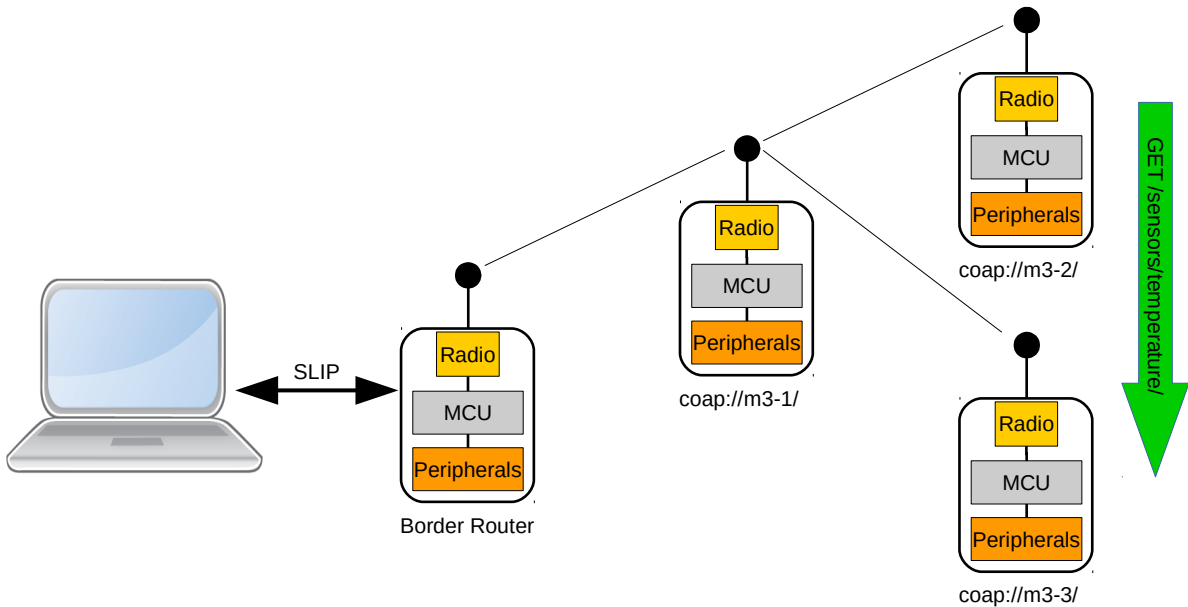 SLIP
Radio
MCU
Peripherals
Border Router
Radio
MCU
Peripherals
coap://m3-1/
Radio
MCU
Peripherals
coap://m3-2/
Radio
MCU
Peripherals
coap://m3-3/
GET /sensors/temperature/